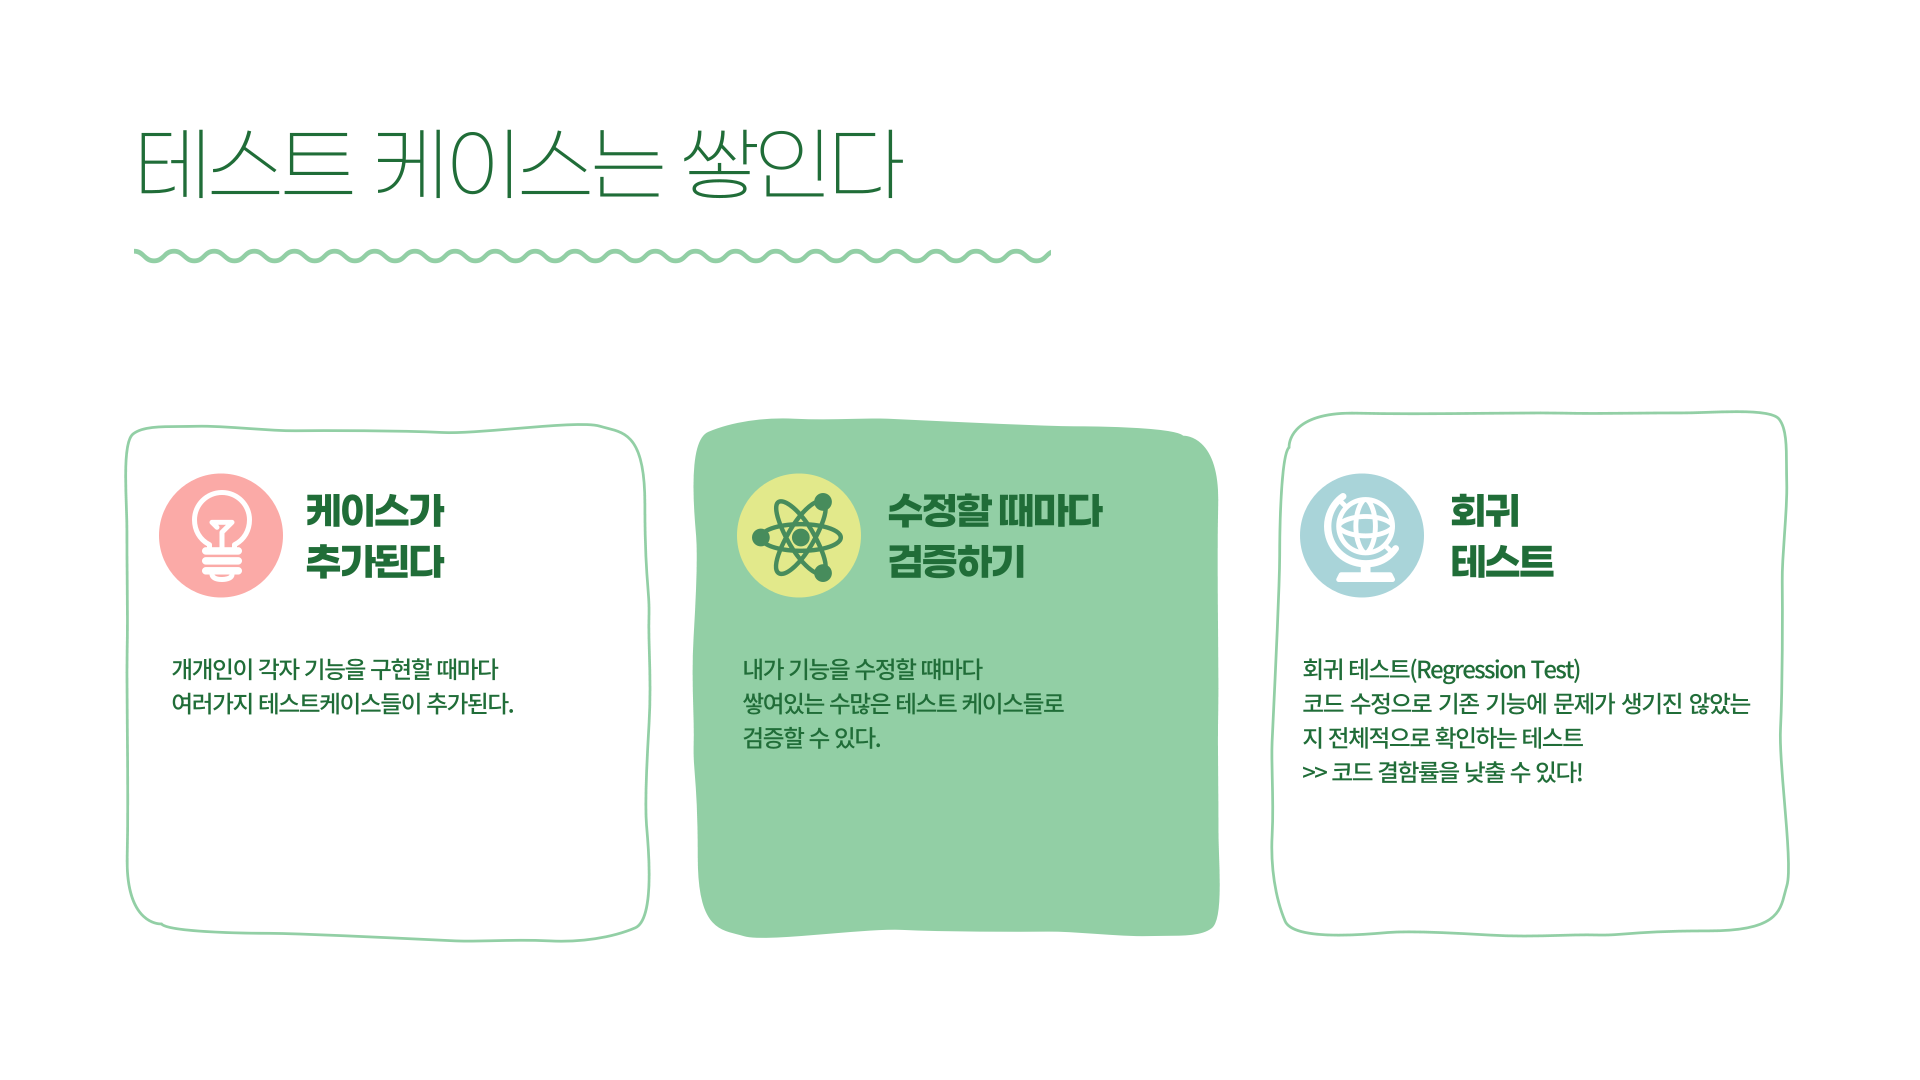 테스트 케이스는 쌓인다
케이스가
추가된다
개개인이 각자 기능을 구현할 때마다
여러가지 테스트케이스들이 추가된다.
수정할 때마다
검증하기
내가 기능을 수정할 떄마다
쌓여있는 수많은 테스트 케이스들로
검증할 수 있다.
회귀
테스트
회귀 테스트(Regression Test)
코드 수정으로 기존 기능에 문제가 생기진 않았는
지 전체적으로 확인하는 테스트
>> 코드 결함률을 낮출 수 있다!